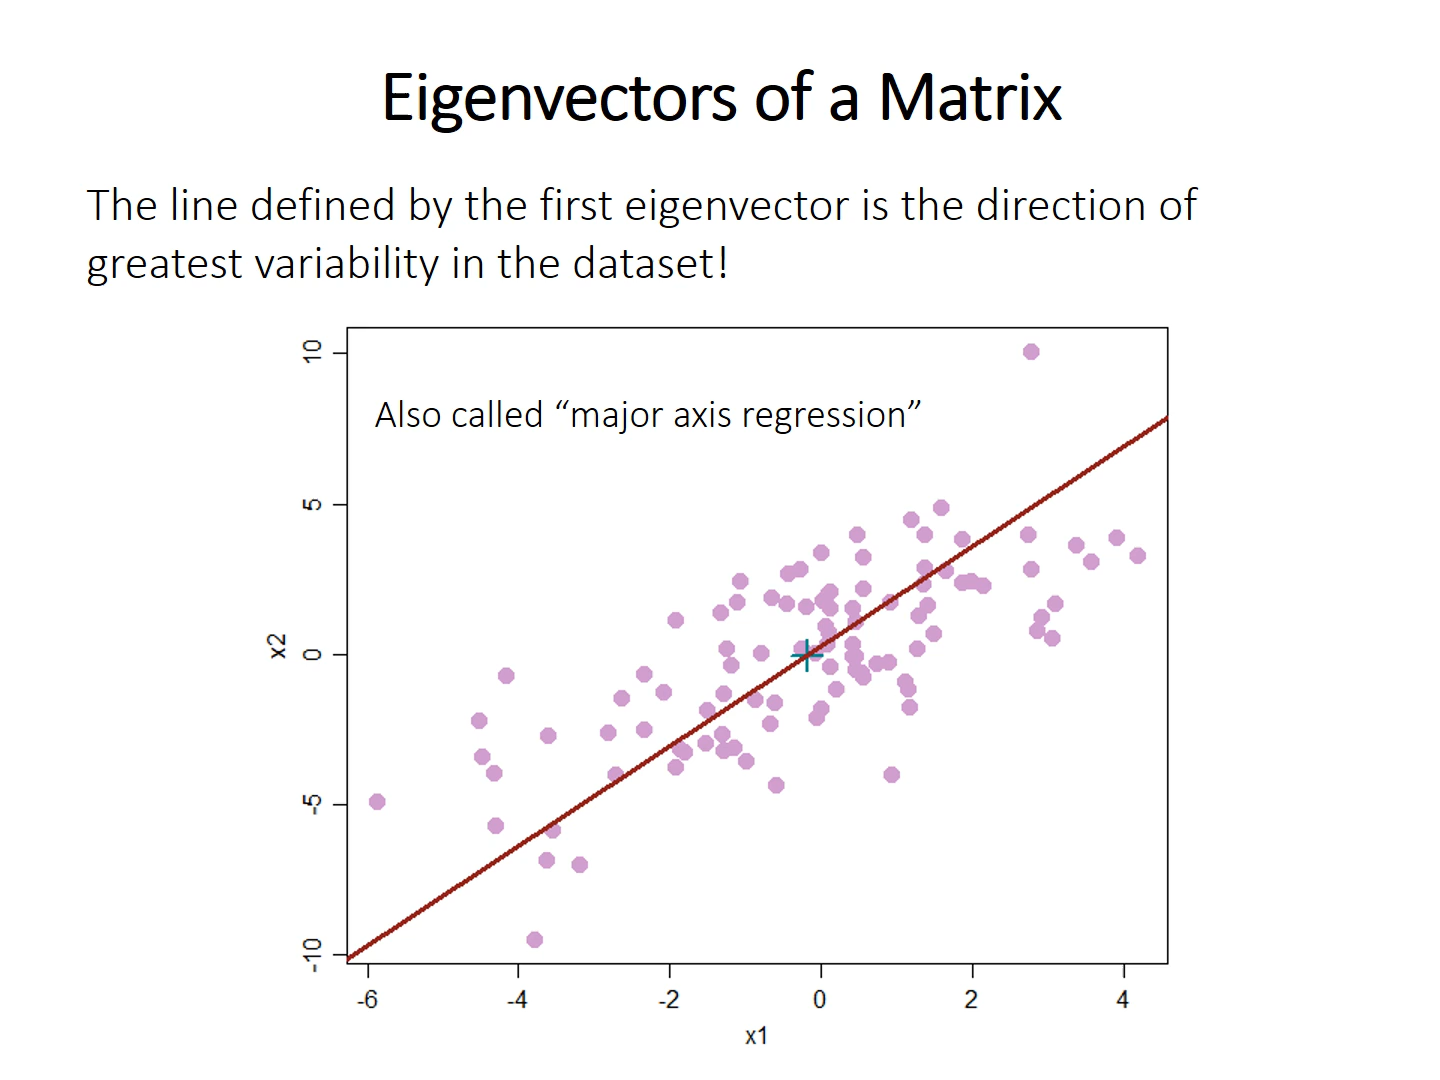 Eigenvectors of a Matrix
The line defined by the first eigenvector is the direction of
greatest variability in the dataset!
Also called “major axis regression”
10
5
0
-5
-10
x2
-6 -4 -2 0 2 4
x1